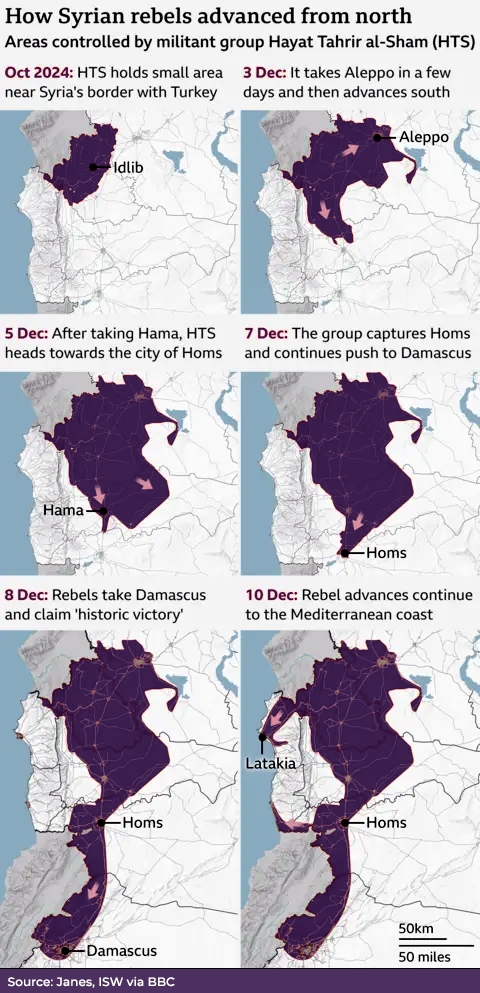 How Syrian rebels advanced from north
Areas controlled by militant group Hayat Tahrir al-Sham (HTS)
Oct 2024: HTS holds small area
near Syria's border with Turkey
Idlib
3 Dec: It takes Aleppo in a few
days and then advances south
Aleppo
5 Dec: After taking Hama, HTS
heads towards the city of Homs
Hama
7 Dec: The group captures Homs
and continues push to Damascus
Homs
8 Dec: Rebels take Damascus
and claim 'historic victory'
Homs
Damascus
10 Dec: Rebel advances continue
to the Mediterranean coast
Latakia
Homs
50km
50 miles
Source: Janes, ISW via BBC